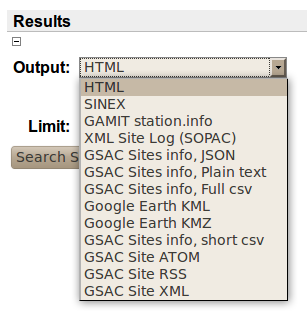 Results
Output: HTML
HTML
SINEX
GAMIT station.info
Limit: XML Site Log (SOPAC)
GSAC Sites info, JSON
Search S GSAC Sites info, Plain text
GSAC Sites info, Full csv
Google Earth KML
Google Earth KMZ
GSAC Sites info, short csv
GSAC Site ATOM
GSAC Site RSS
GSAC Site XML